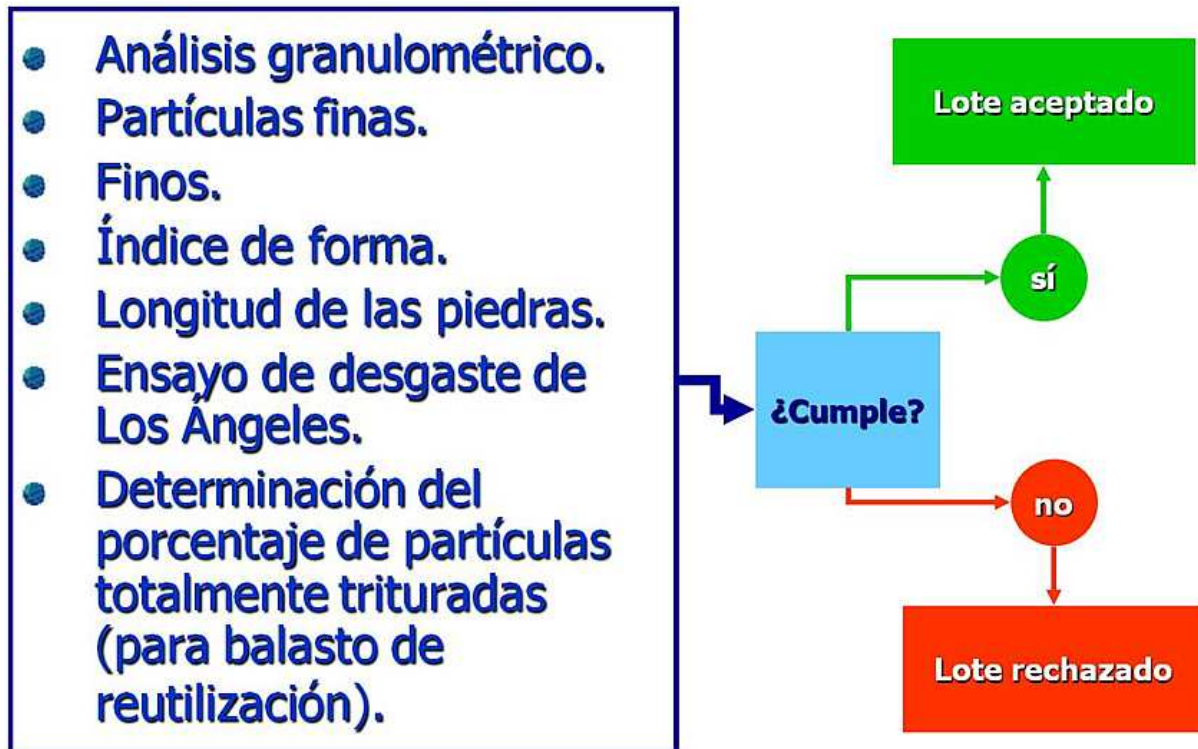 Análisis granulométrico.
Partículas finas.
Finos.
Índice de forma.
Longitud de las piedras.
Ensayo de desgaste de
Los Ángeles.
Determinación del
porcentaje de partículas
totalmente trituradas
(para balasto de
reutilización).
¿Cumple?
sí
Lote aceptado
no
Lote rechazado